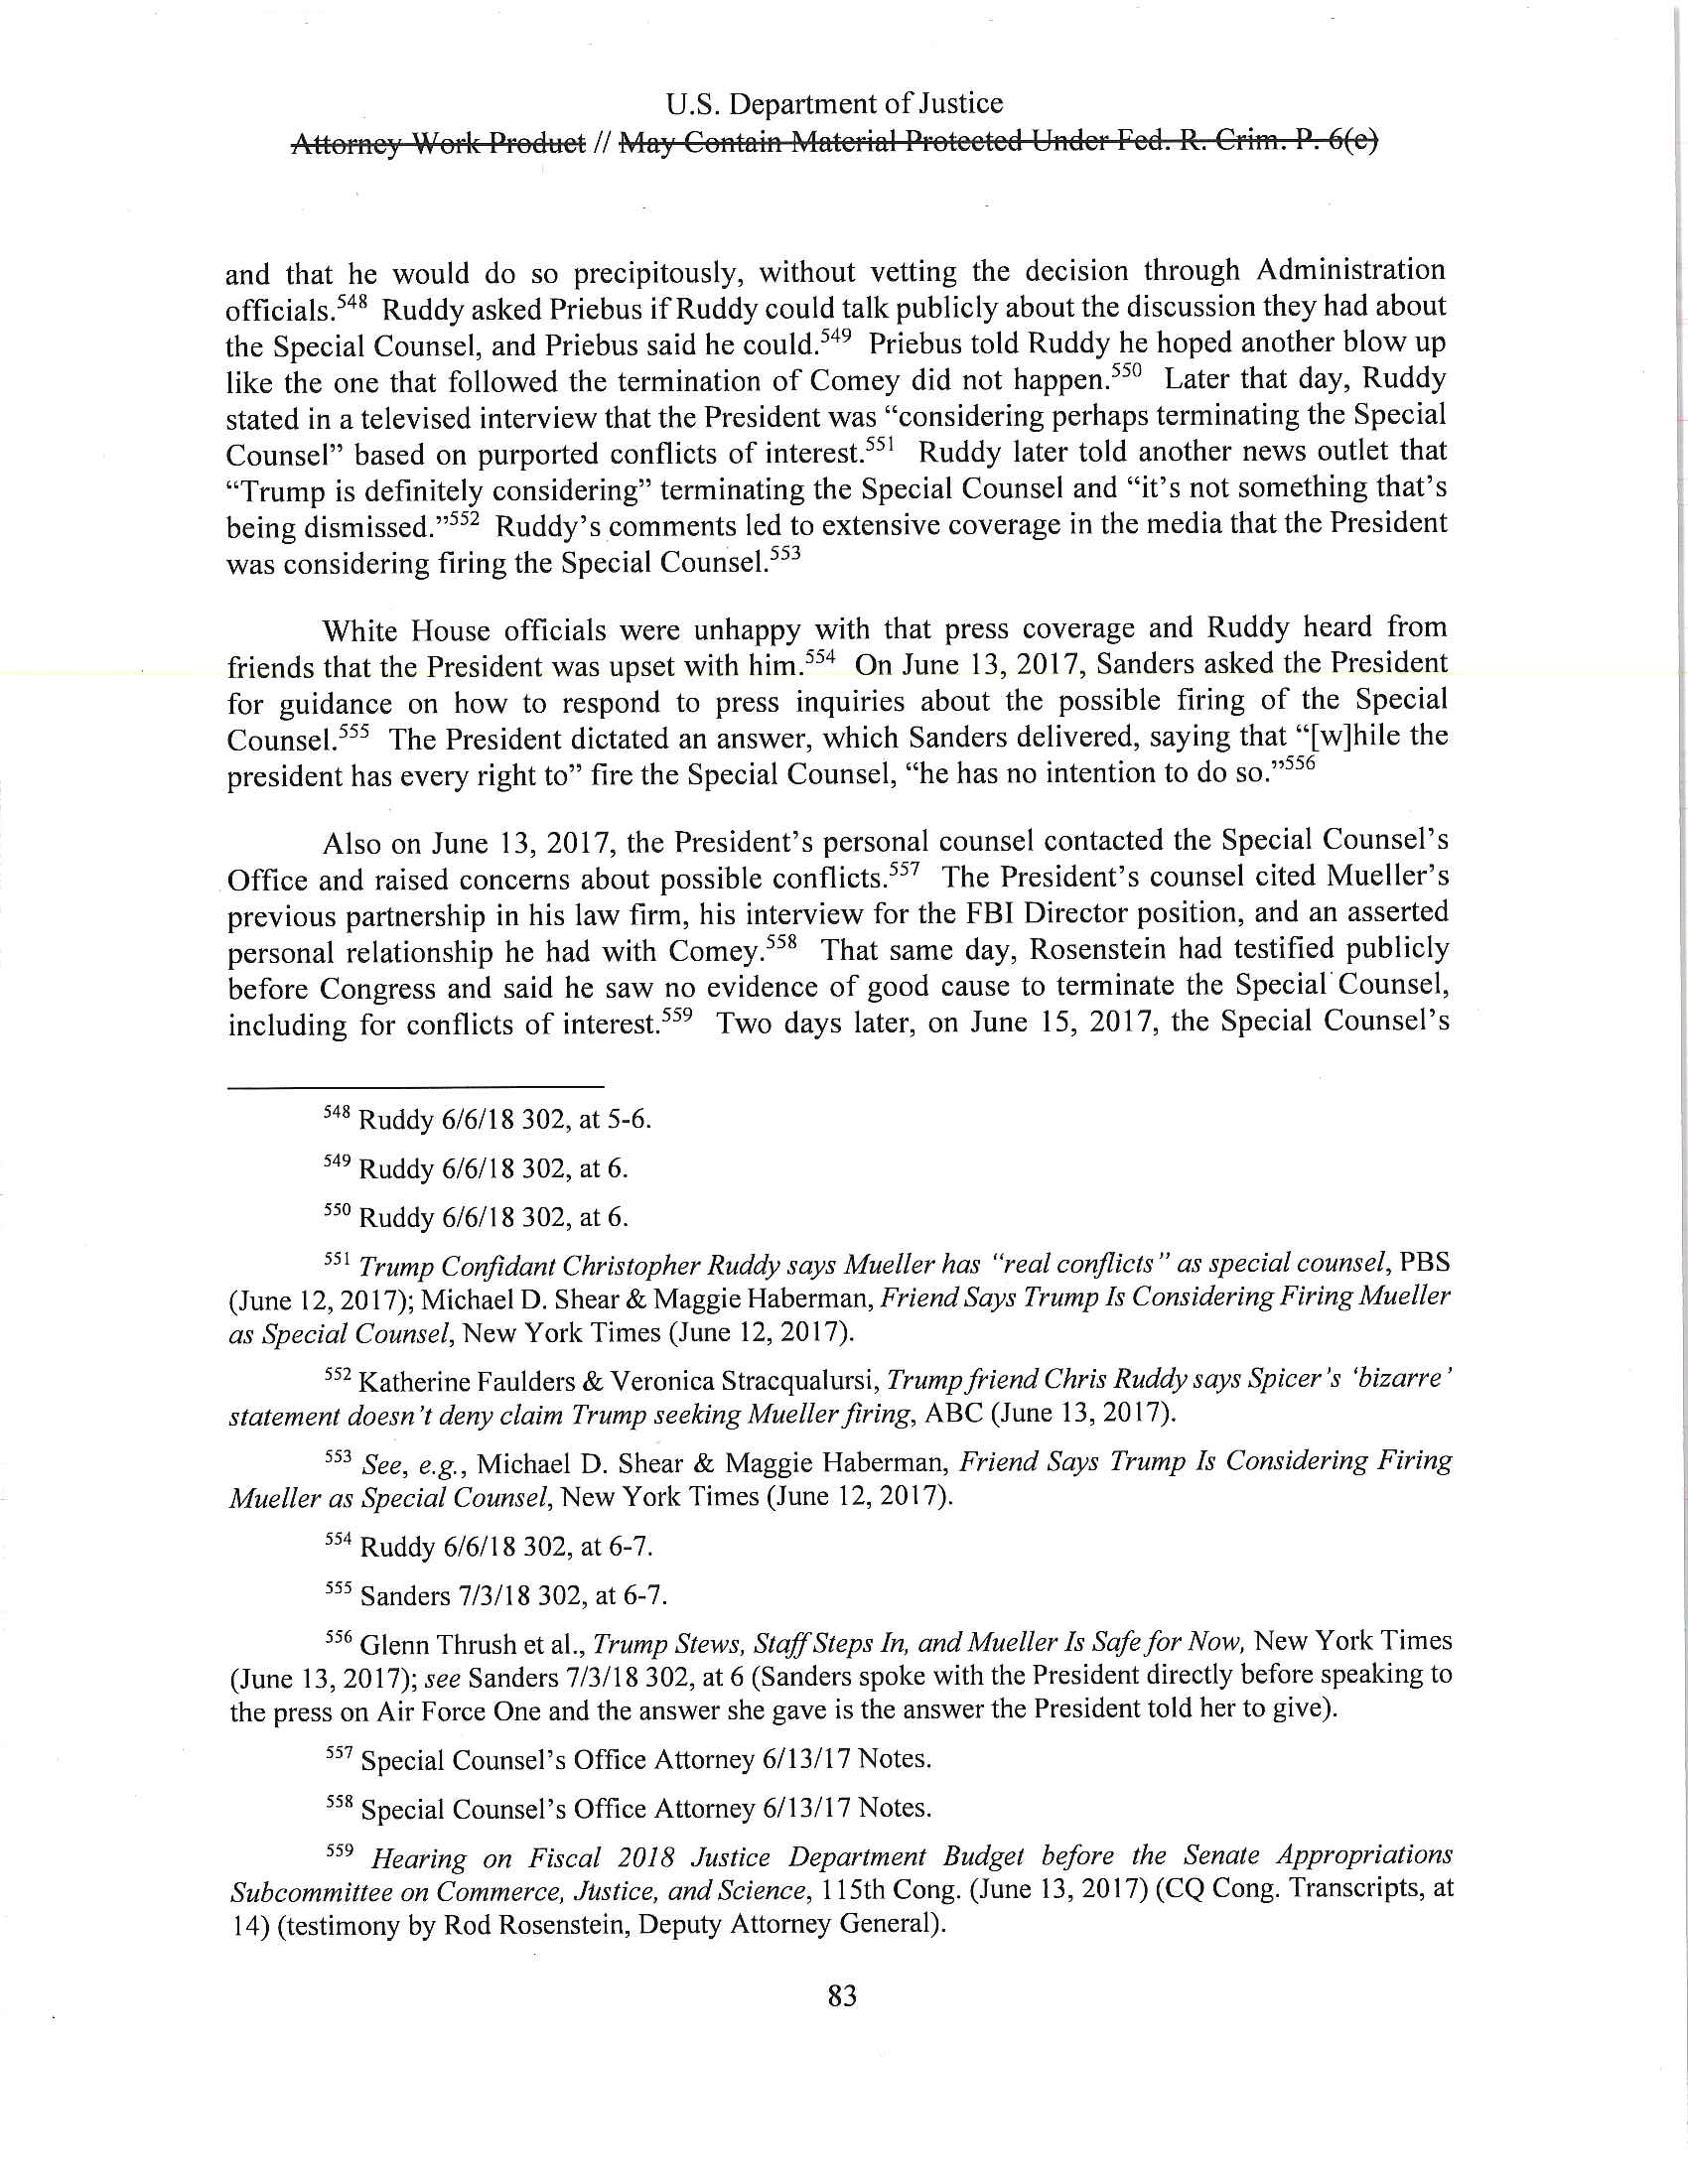 U.S. Department of Justice
Attorney Work Product // May Contain Material Protected Under Fed. R. Crim. P. 6(e)
and that he would do so precipitously, without vetting the decision through Administration
officials.548 Ruddy asked Priebus if Ruddy could talk publicly about the discussion they had about
the Special Counsel, and Priebus said he could.549 Priebus told Ruddy he hoped another blow up
like the one that followed the termination of Comey did not happen.550 Later that day, Ruddy
stated in a televised interview that the President was “considering perhaps terminating the Special
Counsel” based on purported conflicts of interest.551 Ruddy later told another news outlet that
“Trump is definitely considering” terminating the Special Counsel and “it’s not something that’s
being dismissed.”552 Ruddy’s comments led to extensive coverage in the media that the President
was considering firing the Special Counsel.553
White House officials were unhappy with that press coverage and Ruddy heard from
friends that the President was upset with him.554 On June 13, 2017, Sanders asked the President
for guidance on how to respond to press inquiries about the possible firing of the Special
Counsel.555 The President dictated an answer, which Sanders delivered, saying that “[w]hile the
president has every right to” fire the Special Counsel, “he has no intention to do so.”556
Also on June 13, 2017, the President’s personal counsel contacted the Special Counsel’s
Office and raised concerns about possible conflicts.557 The President’s counsel cited Mueller’s
previous partnership in his law firm, his interview for the FBI Director position, and an asserted
personal relationship he had with Comey.558 That same day, Rosenstein had testified publicly
before Congress and said he saw no evidence of good cause to terminate the Special Counsel,
including for conflicts of interest.559 Two days later, on June 15, 2017, the Special Counsel’s
548 Ruddy 6/6/18 302, at 5-6.
549 Ruddy 6/6/18 302, at 6.
550 Ruddy 6/6/18 302, at 6.
551 Trump Confidant Christopher Ruddy says Mueller has “real conflicts” as special counsel, PBS
(June 12, 2017); Michael D. Shear & Maggie Haberman, Friend Says Trump Is Considering Firing Mueller
as Special Counsel, New York Times (June 12, 2017).
552 Katherine Faulders & Veronica Stracqualursi, Trump friend Chris Ruddy says Spicer’s ‘bizarre’
statement doesn’t deny claim Trump seeking Mueller firing, ABC (June 13, 2017).
553 See, e.g., Michael D. Shear & Maggie Haberman, Friend Says Trump Is Considering Firing
Mueller as Special Counsel, New York Times (June 12, 2017).
554 Ruddy 6/6/18 302, at 6-7.
555 Sanders 7/3/18 302, at 6-7.
556 Glenn Thrush et al., Trump Stews, Staff Steps In, and Mueller Is Safe for Now, New York Times
(June 13, 2017); see Sanders 7/3/18 302, at 6 (Sanders spoke with the President directly before speaking to
the press on Air Force One and the answer she gave is the answer the President told her to give).
557 Special Counsel’s Office Attorney 6/13/17 Notes.
558 Special Counsel’s Office Attorney 6/13/17 Notes.
559 Hearing on Fiscal 2018 Justice Department Budget before the Senate Appropriations
Subcommittee on Commerce, Justice, and Science, 115th Cong. (June 13, 2017) (CQ Cong. Transcripts, at
14) (testimony by Rod Rosenstein, Deputy Attorney General).
83